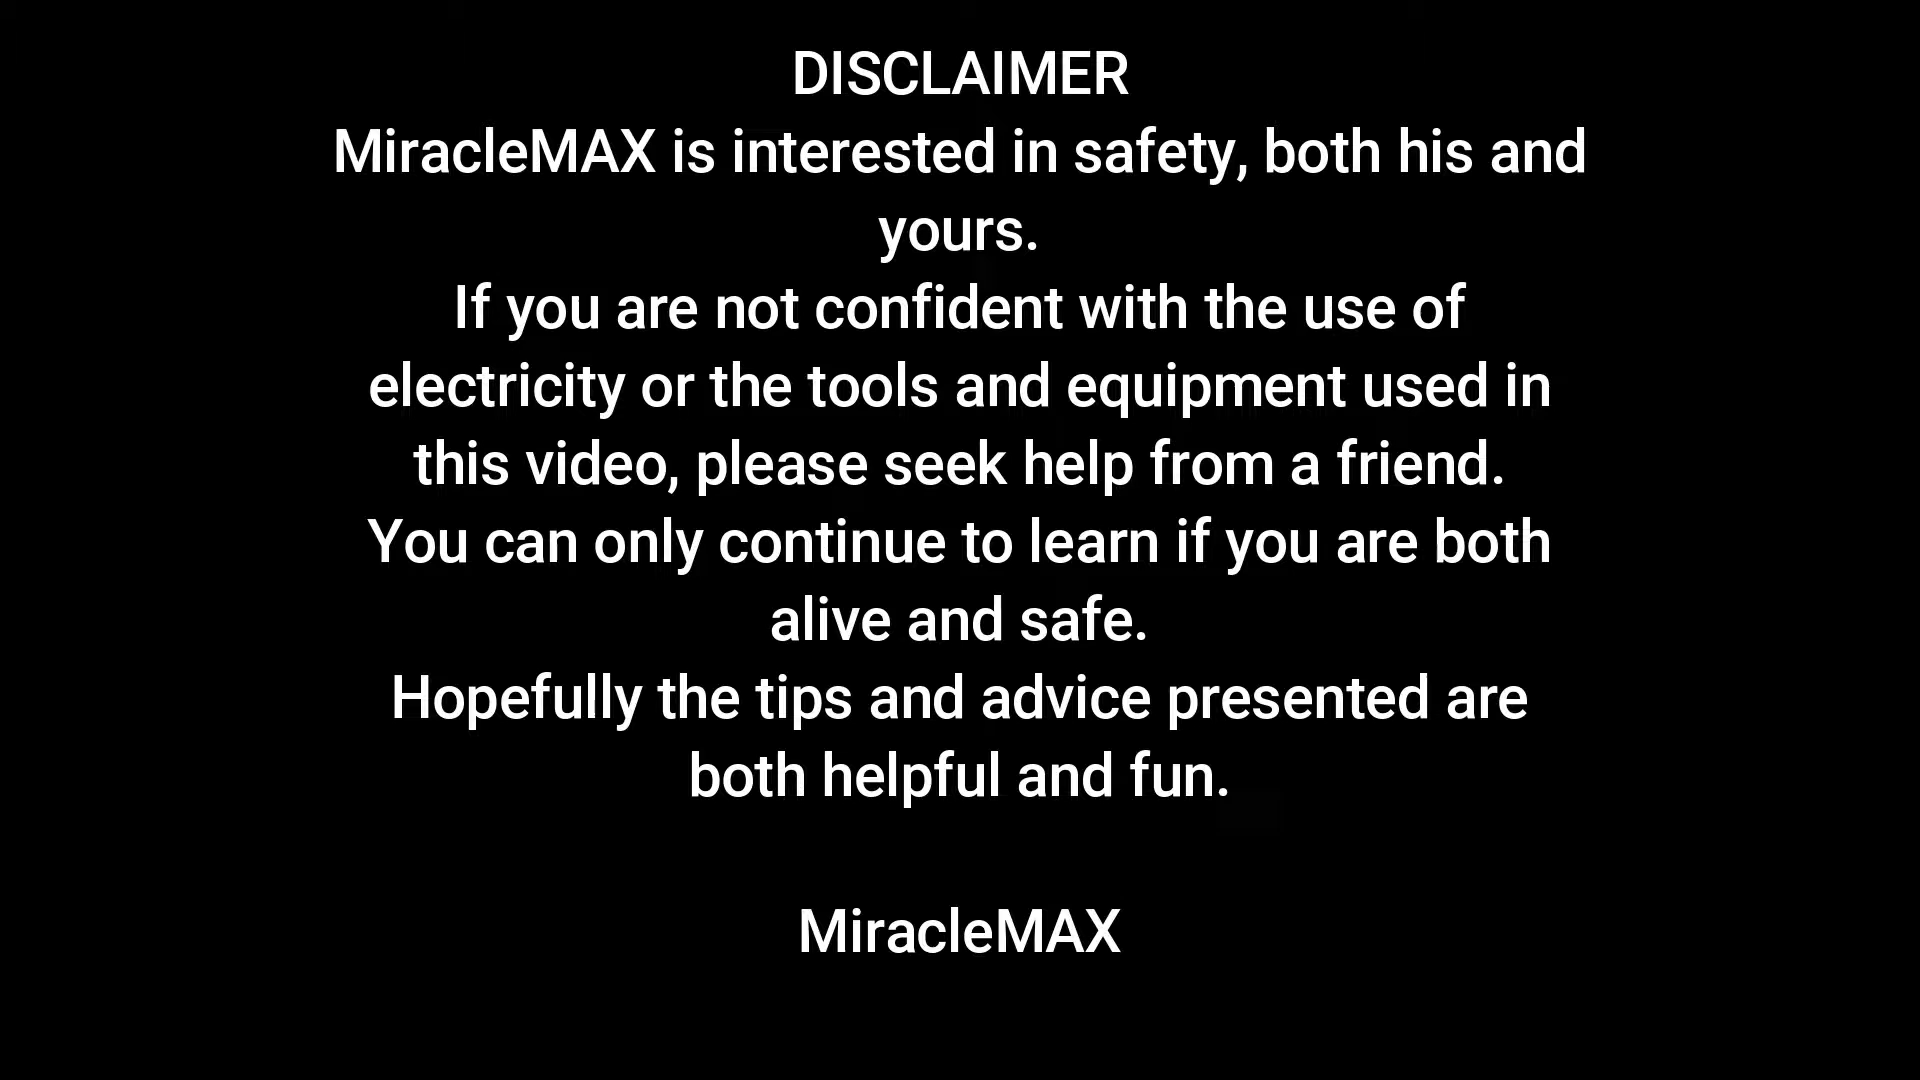 DISCLAIMER
MiracleMAX is interested in safety, both his and
yours.
If you are not confident with the use of
electricity or the tools and equipment used in
this video, please seek help from a friend.
You can only continue to learn if you are both
alive and safe.
Hopefully the tips and advice presented are
both helpful and fun.
MiracleMAX